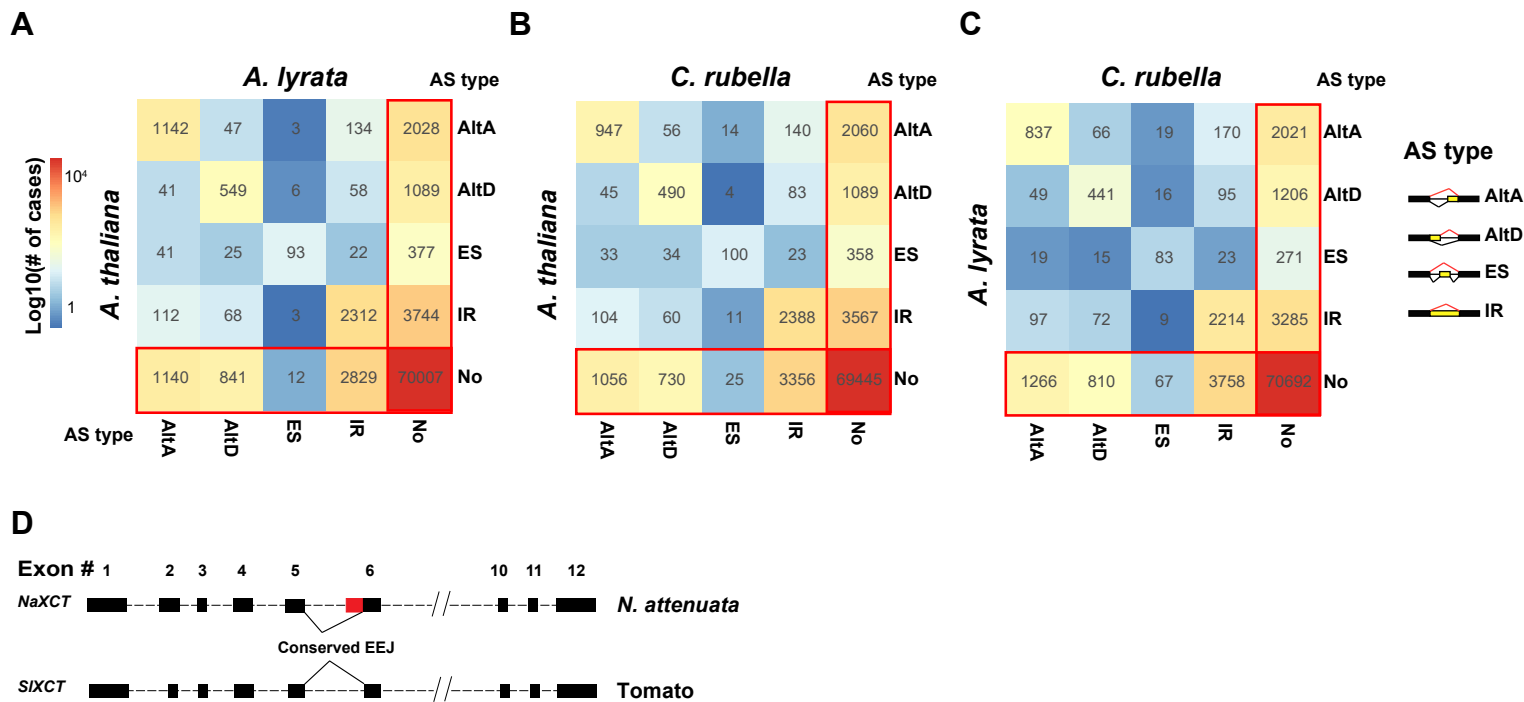 A
A. lyrata
AS type
1142 47 3 134 2028 AltA
41 549 6 58 1089 AltD
41 25 93 22 377 ES
112 68 3 2312 3744 IR
1140 841 12 2829 70007 No
AS type AltA AltD ES IR No
A. thaliana
Log10(# of cases)
10⁴
1
B
C. rubella
AS type
947 56 14 140 2060 AltA
45 490 4 83 1089 AltD
33 34 100 23 358 ES
104 60 11 2388 3567 IR
1056 730 25 3356 69445 No
AltA AltD ES IR No
A. thaliana
C
C. rubella
AS type
837 66 19 170 2021 AltA
49 441 16 95 1206 AltD
19 15 83 23 271 ES
97 72 9 2214 3285 IR
1266 810 67 3758 70692 No
AltA AltD ES IR No
A. lyrata
AS type
AltA
AltD
ES
IR
D
Exon # 1 2 3 4 5 6 10 11 12
NaXCT // N. attenuata
Conserved EEJ
SlXCT // Tomato